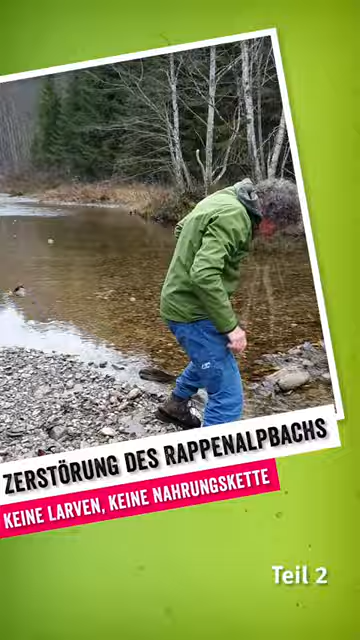 ZERSTÖRUNG DES RAPPENALPBACHS
KEINE LARVEN, KEINE NAHRUNGSKETTE
Teil 2